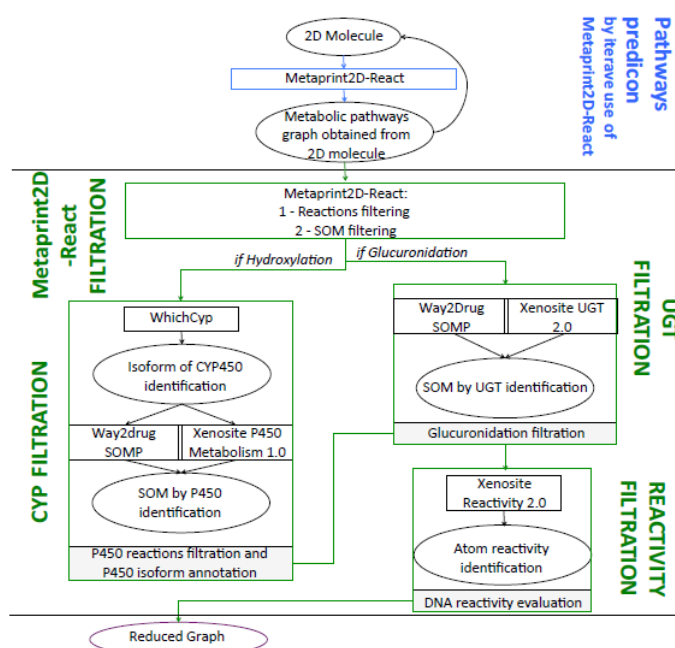 2D Molecule
Metaprint2D-React
Metabolic pathways
graph obtained from
2D molecule
Pathways
predicon
by iterave use of
Metaprint2D-React
Metaprint2D
-React
FILTRATION
Metaprint2D-React:
1 - Reactions filtering
2 - SOM filtering
if Hydroxylation
if Glucuronidation
CYP FILTRATION
WhichCyp
Isoform of CYP450
identification
Way2drug
SOMP
Xenosite P450
Metabolism 1.0
SOM by P450
identification
P450 reactions filtration and
P450 isoform annotation
UGT
FILTRATION
Way2Drug
SOMP
Xenosite UGT
2.0
SOM by UGT identification
Glucuronidation filtration
REACTIVITY
FILTRATION
Xenosite
Reactivity 2.0
Atom reactivity
identification
DNA reactivity evaluation
Reduced Graph